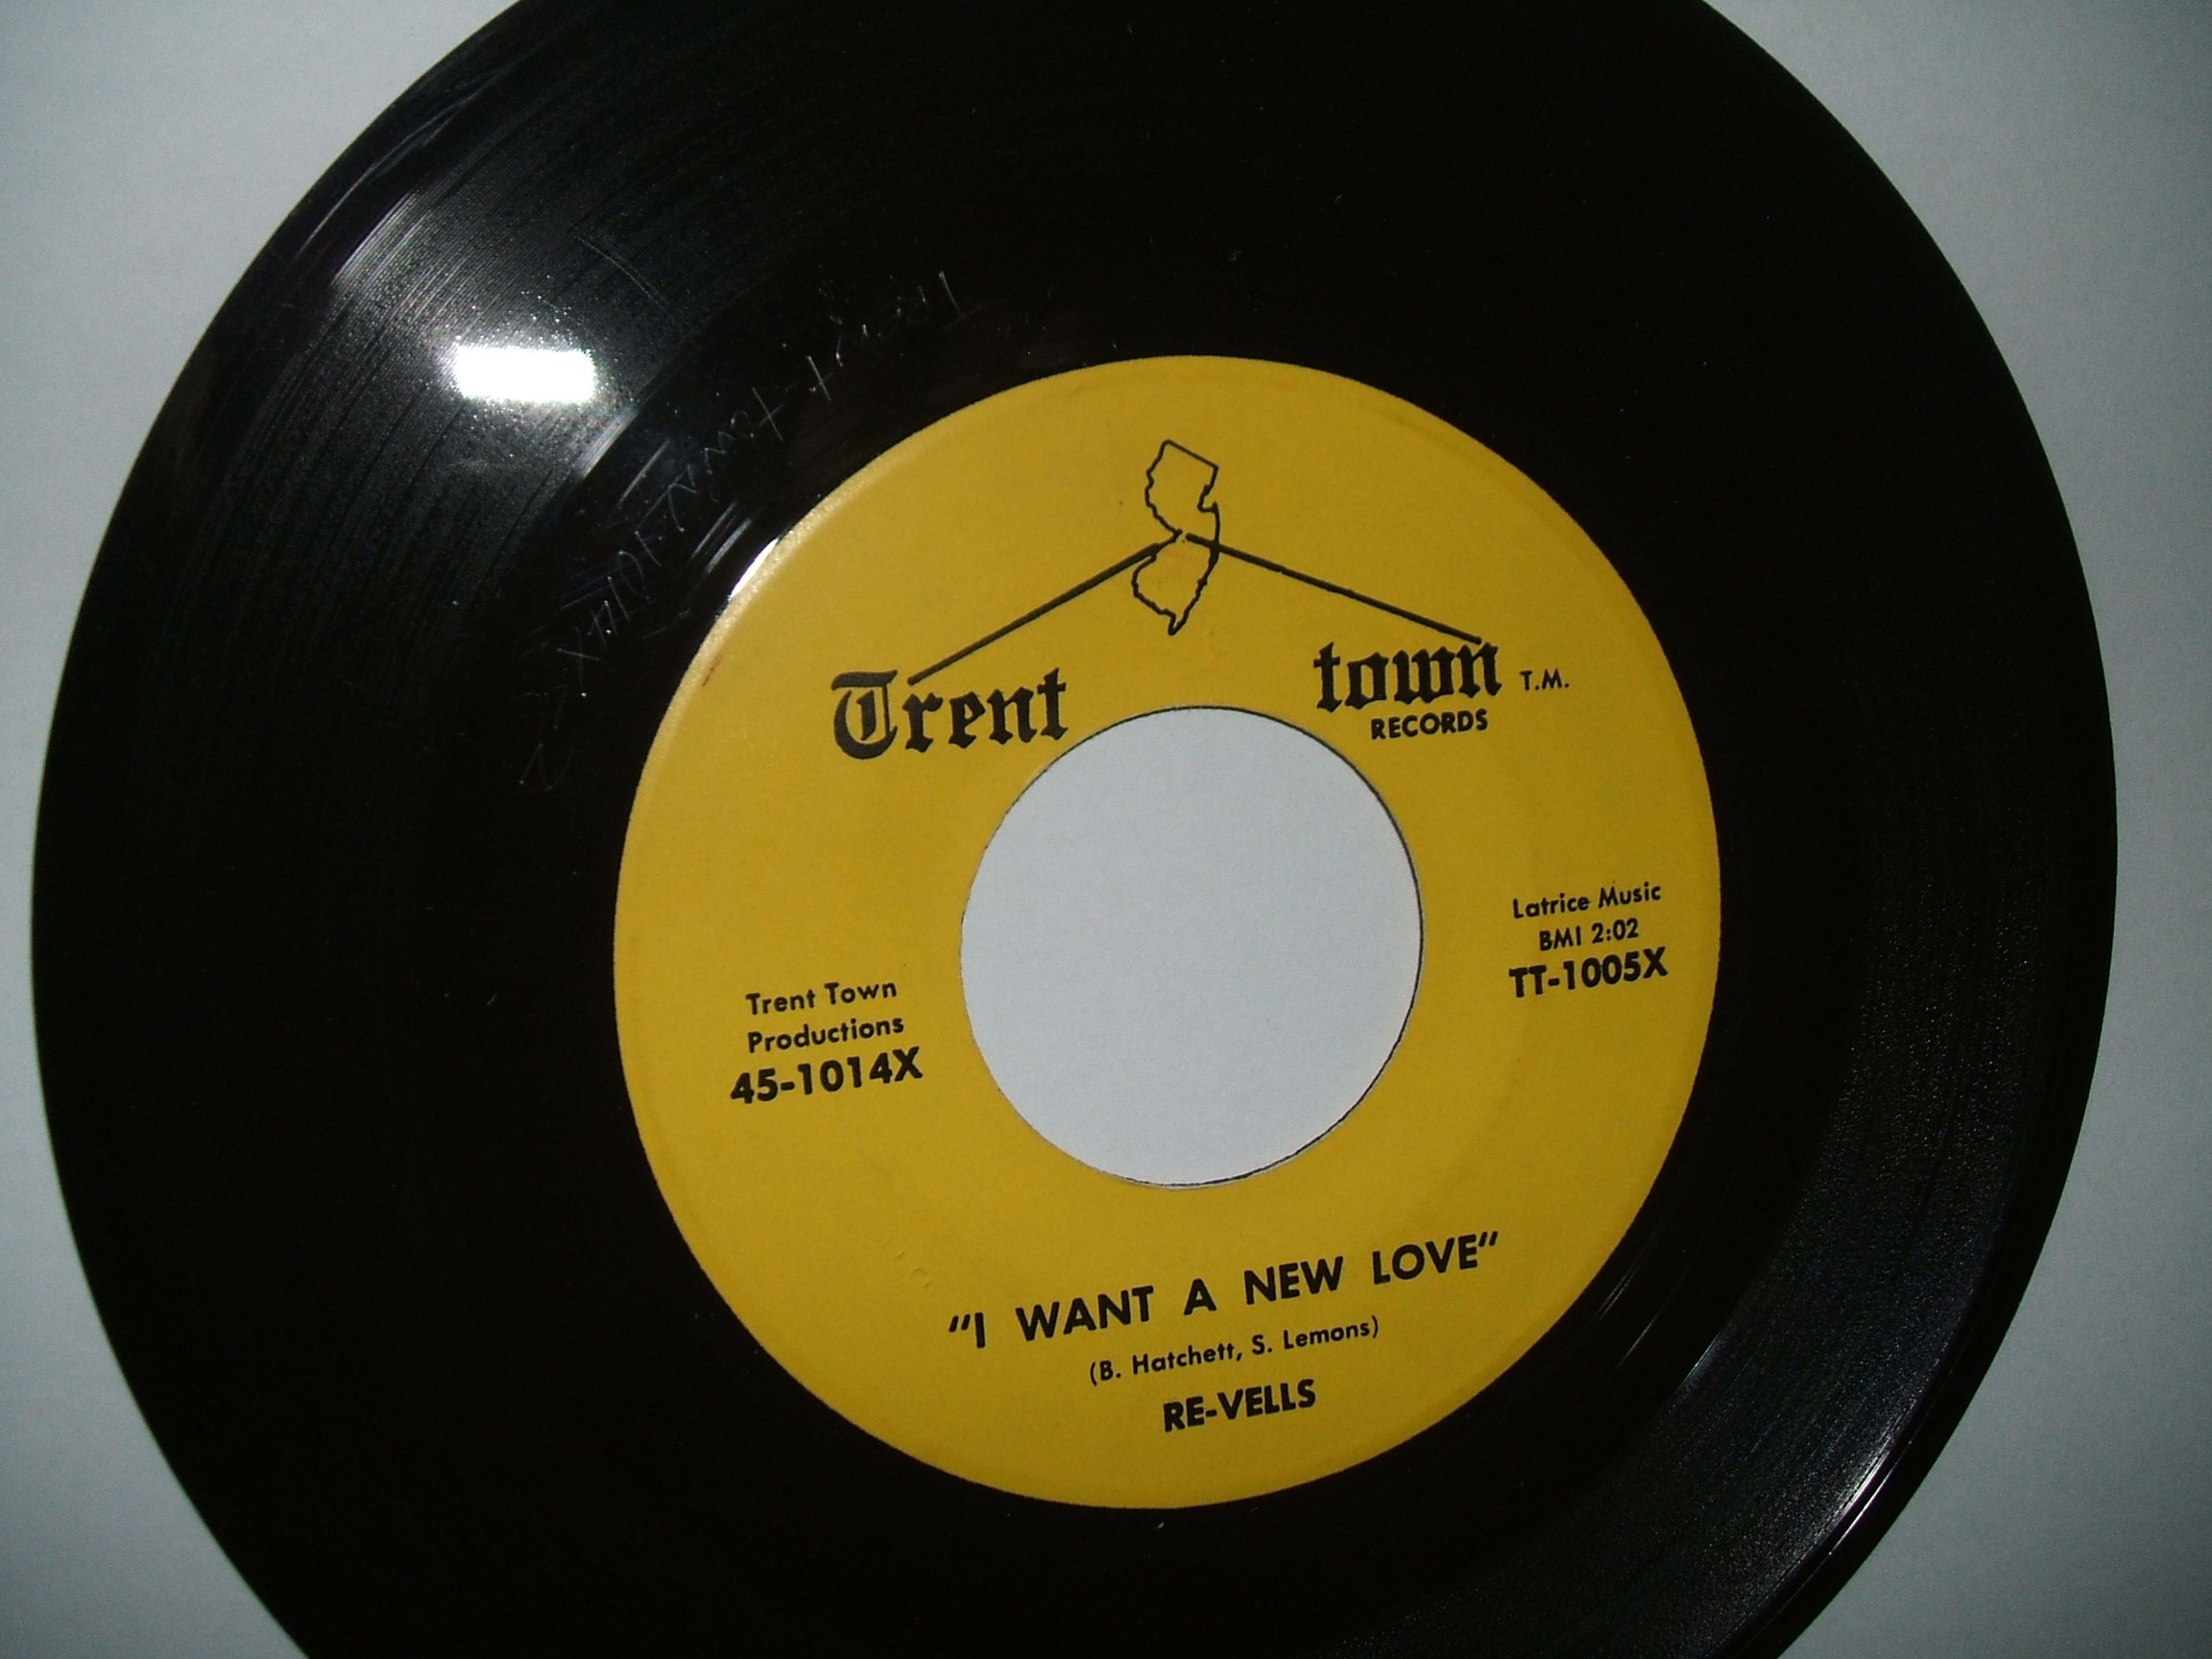 Trent town T.M.
RECORDS
Latrice Music
BMI 2:02
TT-1005X
Trent Town
Productions
45-1014X
"I WANT A NEW LOVE"
(B. Hatchett, S. Lemons)
RE-VELLS